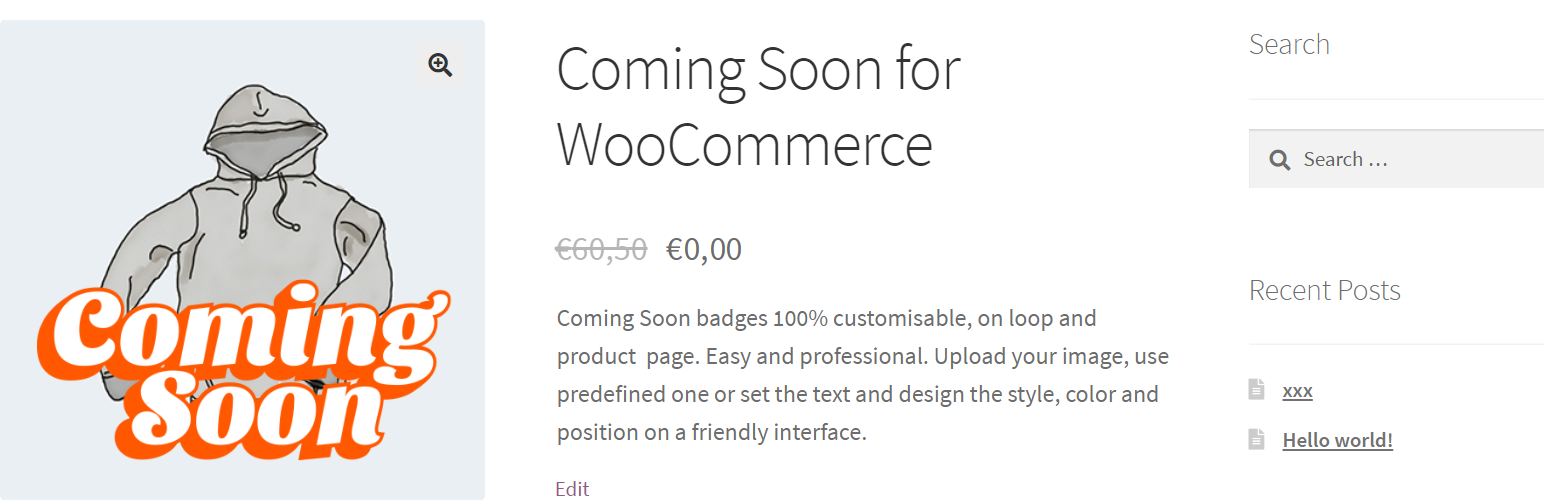 Coming
Soon
Coming Soon for
WooCommerce
€60,50 €0,00
Coming Soon badges 100% customisable, on loop and
product page. Easy and professional. Upload your image, use
predefined one or set the text and design the style, color and
position on a friendly interface.
Edit
Search
Search …
Recent Posts
xxx
Hello world!